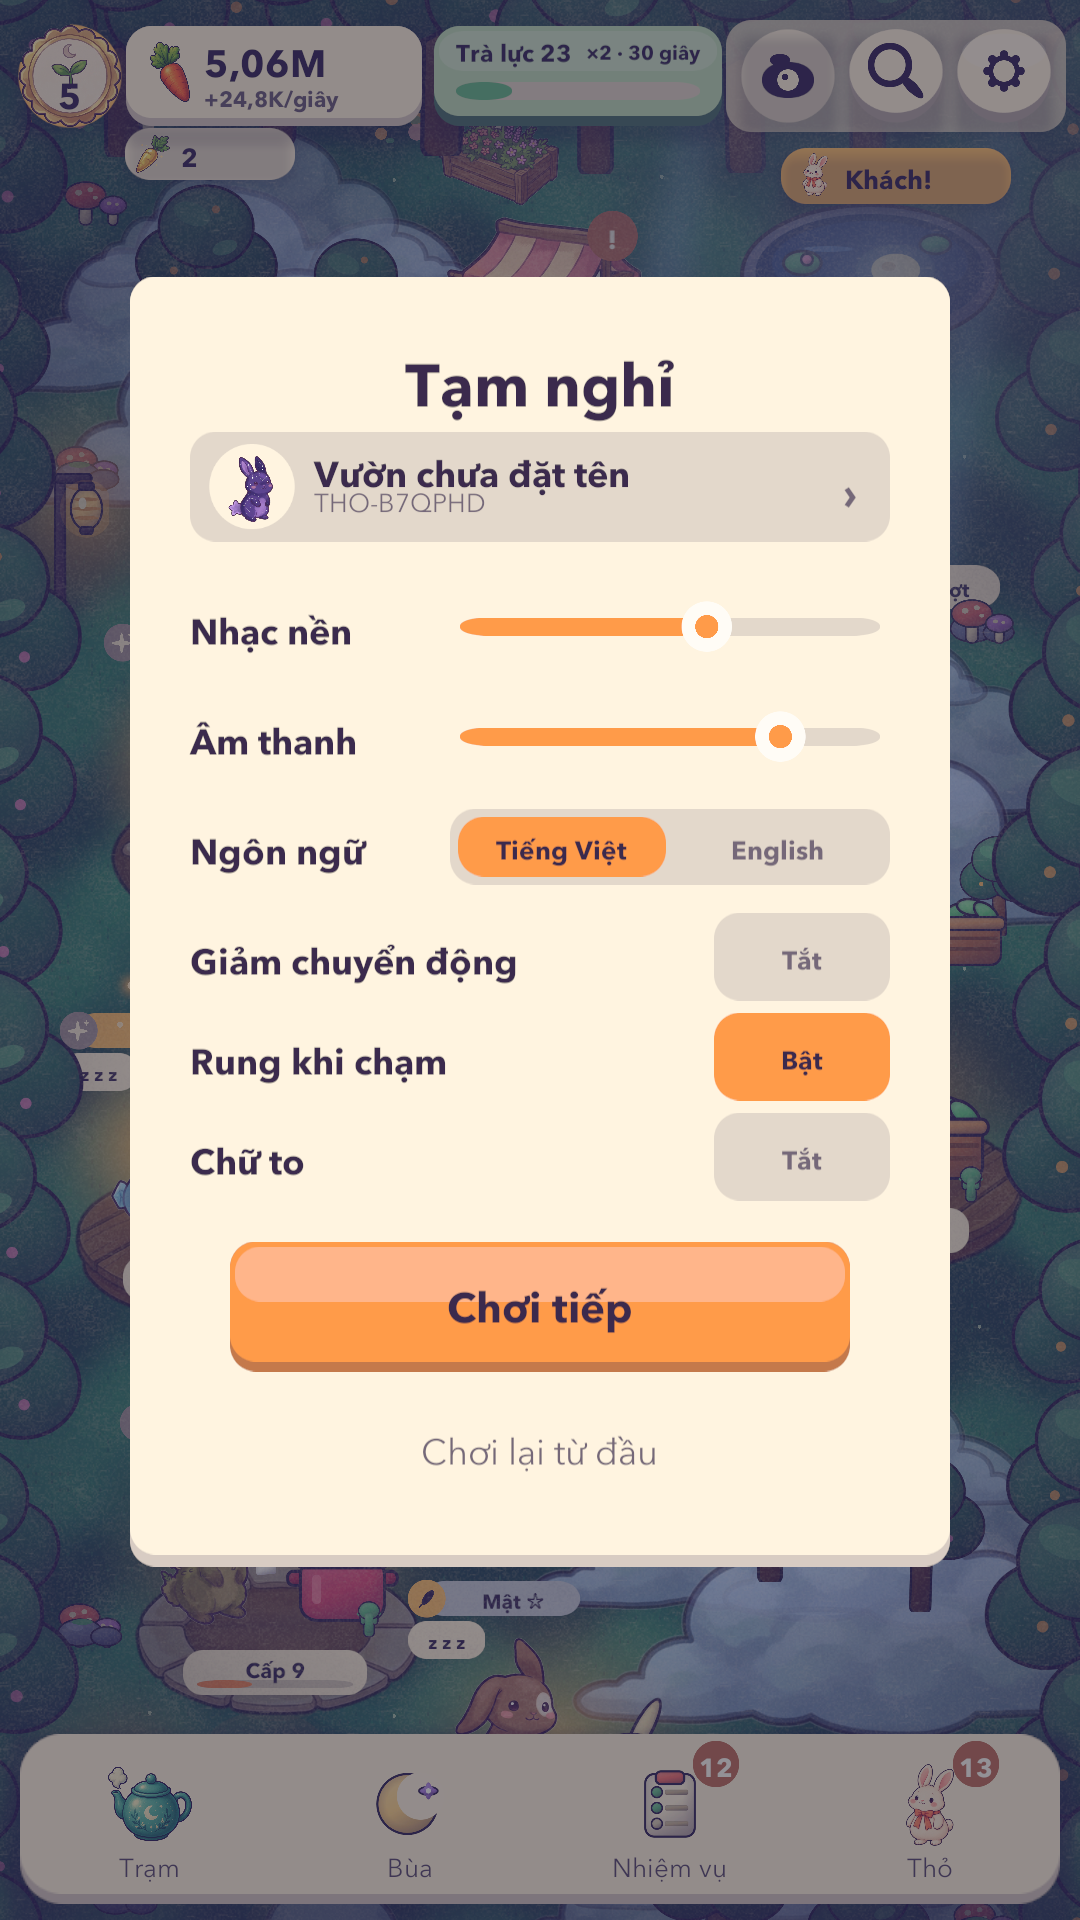 5
5,06M
+24,8K/giây
Trà lực 23 ×2 · 30 giây
2
Khách!
!
Tạm nghỉ
Vườn chưa đặt tên
THO-B7QPHD
›
Nhạc nền
Âm thanh
Ngôn ngữ
Tiếng Việt
English
Giảm chuyển động
Tắt
Rung khi chạm
Bật
z z z
Chữ to
Tắt
Chơi tiếp
Chơi lại từ đầu
Mật ☆
z z z
Cấp 9
12
13
Trạm
Bùa
Nhiệm vụ
Thỏ